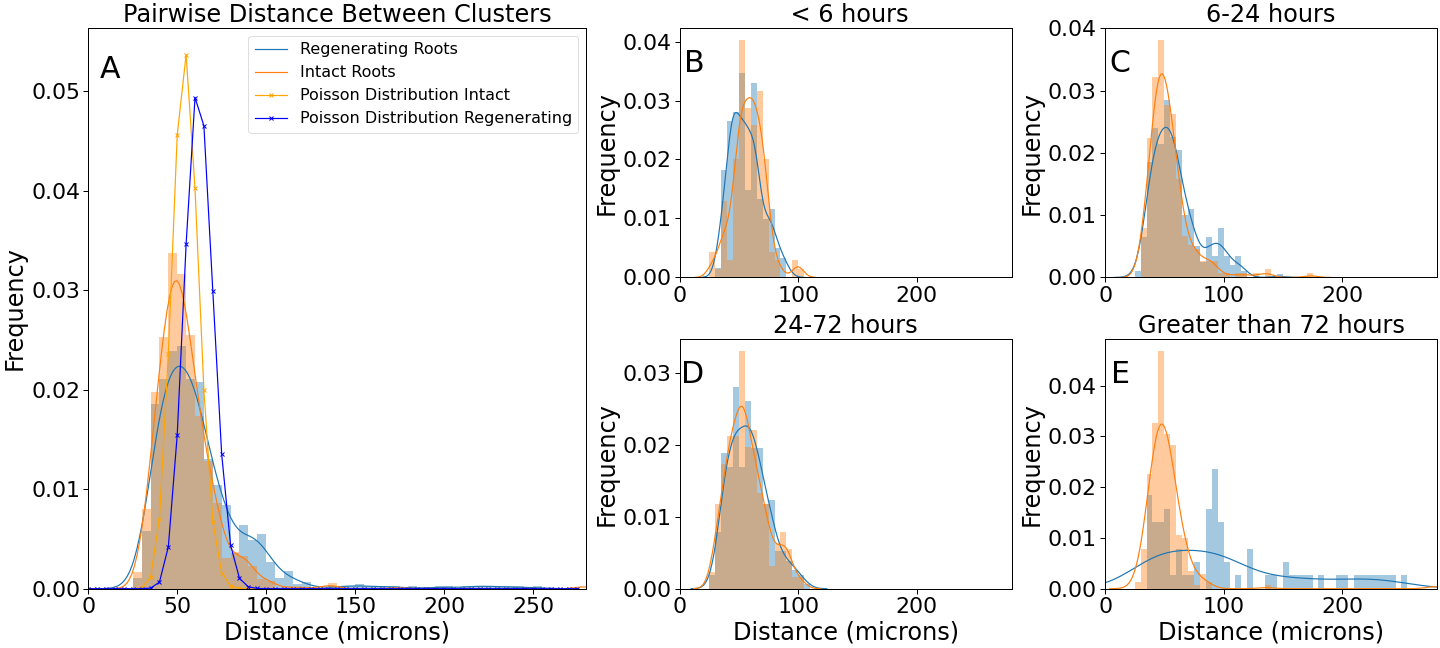 Pairwise Distance Between Clusters
A
Regenerating Roots
Intact Roots
Poisson Distribution Intact
Poisson Distribution Regenerating
Frequency
0.05
0.04
0.03
0.02
0.01
0.00
0 50 100 150 200 250
Distance (microns)
< 6 hours
B
Frequency
0.04
0.03
0.02
0.01
0.00
0 100 200
6-24 hours
C
Frequency
0.04
0.03
0.02
0.01
0.00
0 100 200
24-72 hours
D
Frequency
0.03
0.02
0.01
0.00
0 100 200
Distance (microns)
Greater than 72 hours
E
Frequency
0.04
0.03
0.02
0.01
0.00
0 100 200
Distance (microns)